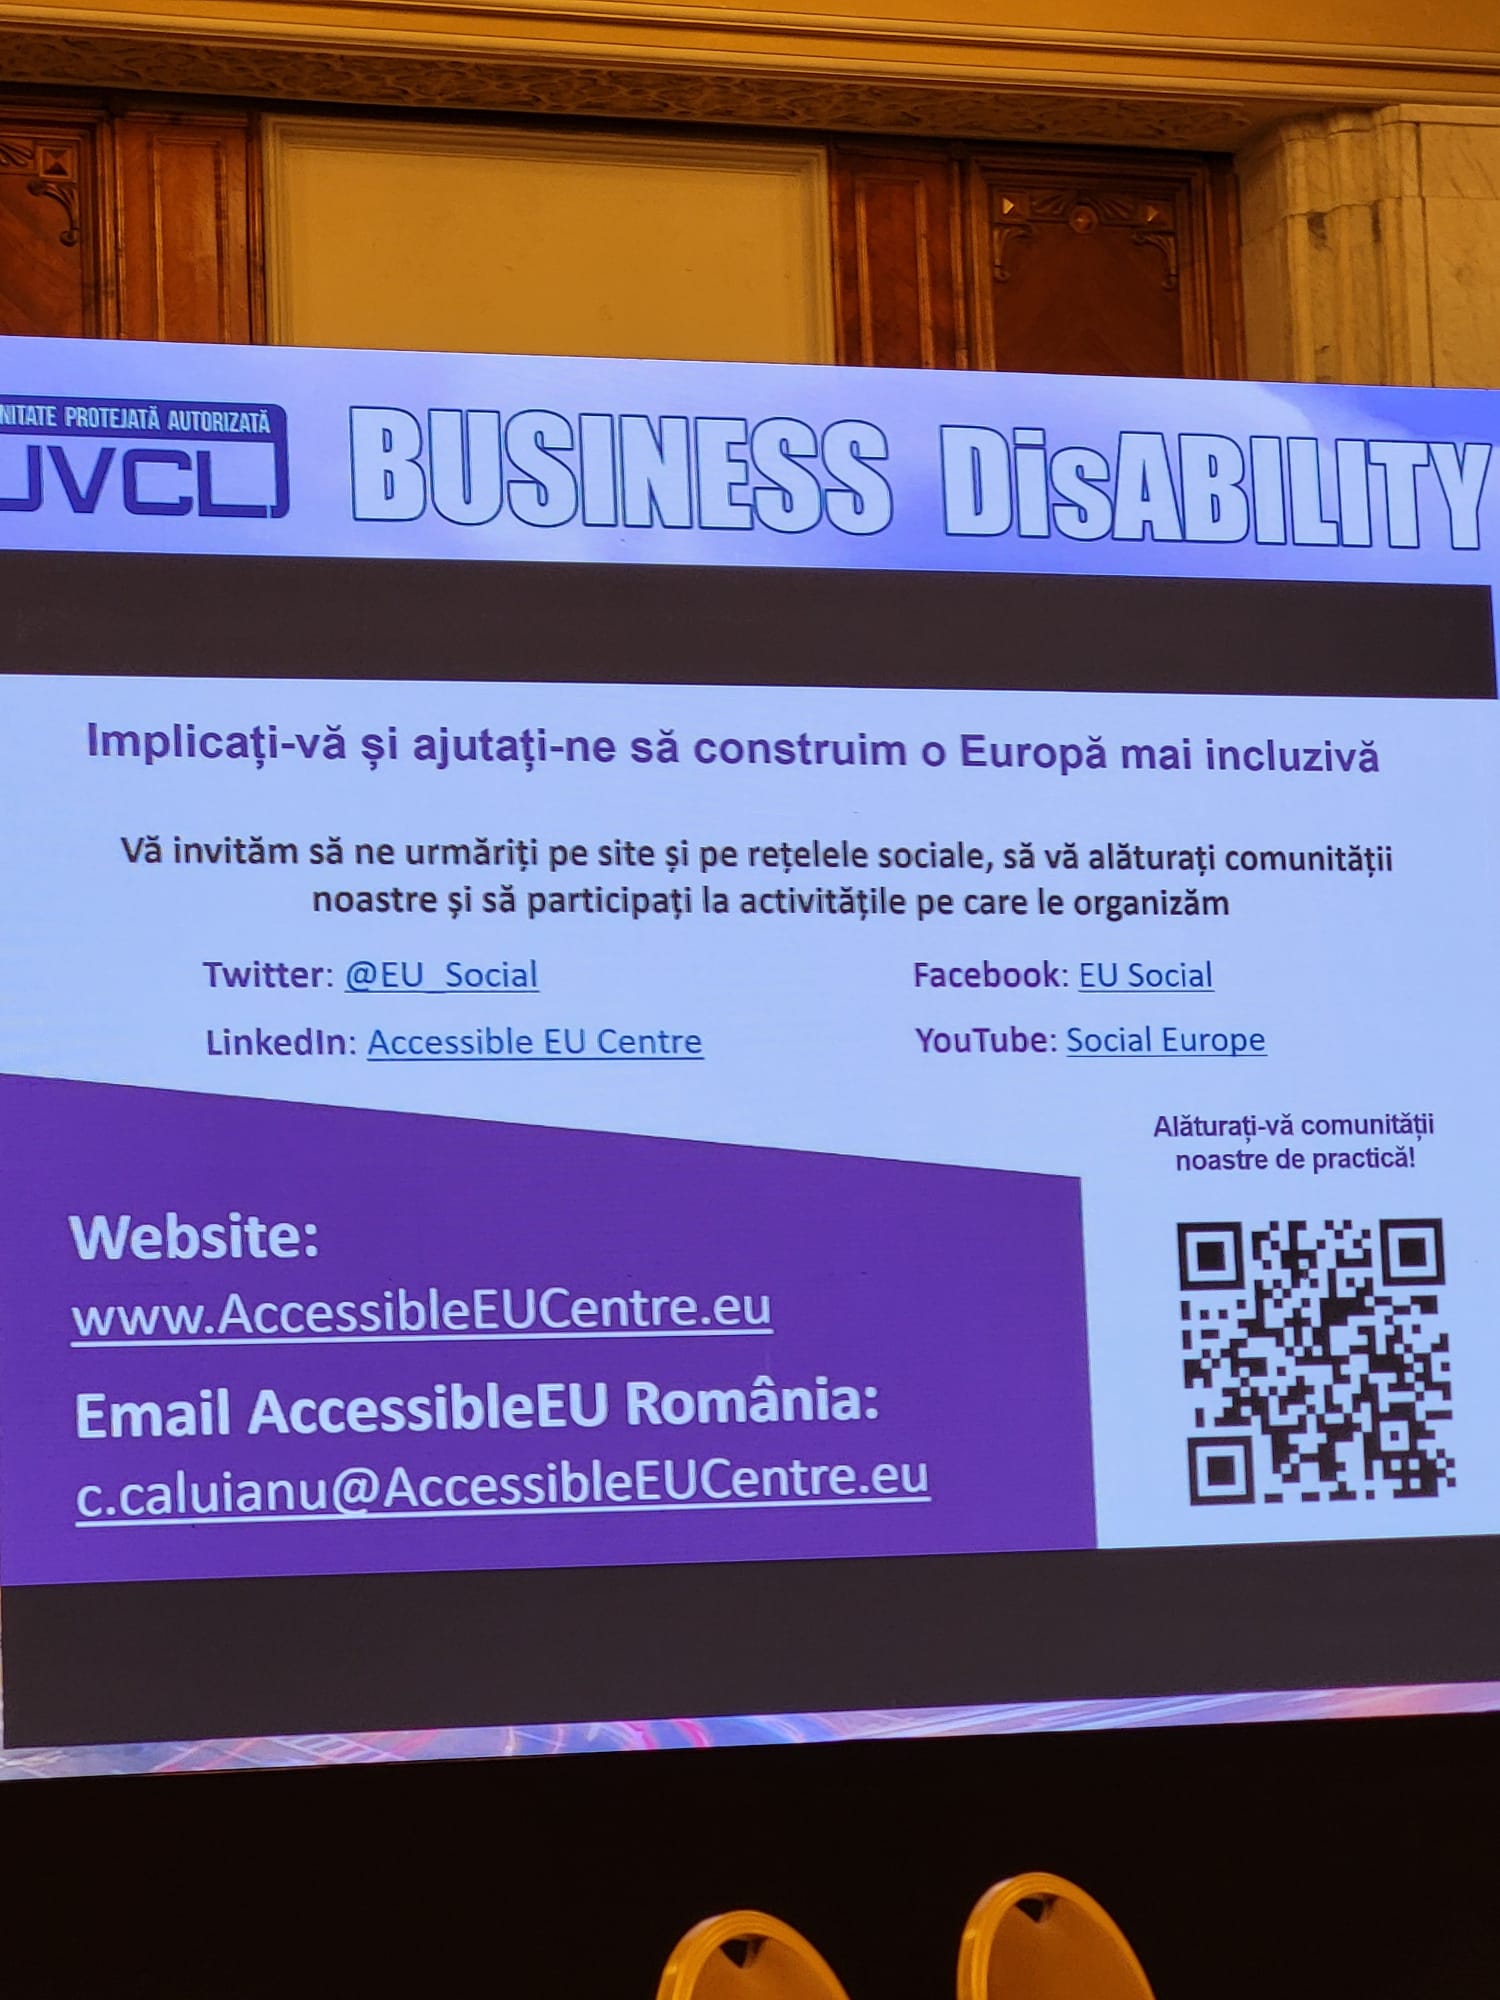 UNITATE PROTEJATĂ AUTORIZATĂ
JVCL
BUSINESS DisABILITY
Implicați-vă și ajutați-ne să construim o Europă mai incluzivă
Vă invităm să ne urmăriți pe site și pe rețelele sociale, să vă alăturați comunității
noastre și să participați la activitățile pe care le organizăm
Twitter: @EU_Social
Facebook: EU Social
LinkedIn: Accessible EU Centre
YouTube: Social Europe
Alăturați-vă comunității
noastre de practică!
Website:
www.AccessibleEUCentre.eu
Email AccessibleEU România:
c.caluianu@AccessibleEUCentre.eu